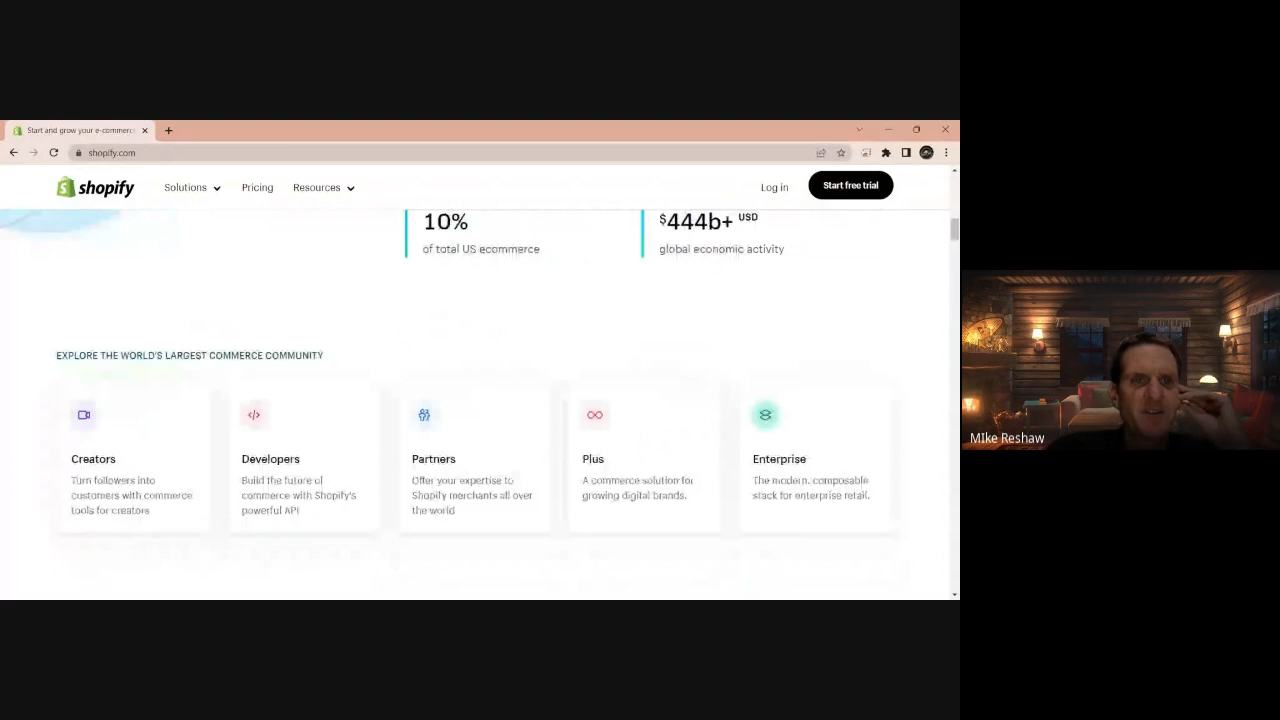 Start and grow your e-commerc
shopify.com
shopify
Solutions
Pricing
Resources
Log in
Start free trial
10%
of total US ecommerce
$444b+ USD
global economic activity
EXPLORE THE WORLD'S LARGEST COMMERCE COMMUNITY
Creators
Turn followers into
customers with commerce
tools for creators
Developers
Build the future of
commerce with Shopify's
powerful API
Partners
Offer your expertise to
Shopify merchants all over
the world
Plus
A commerce solution for
growing digital brands.
Enterprise
The modern, composable
stack for enterprise retail.
MIke Reshaw